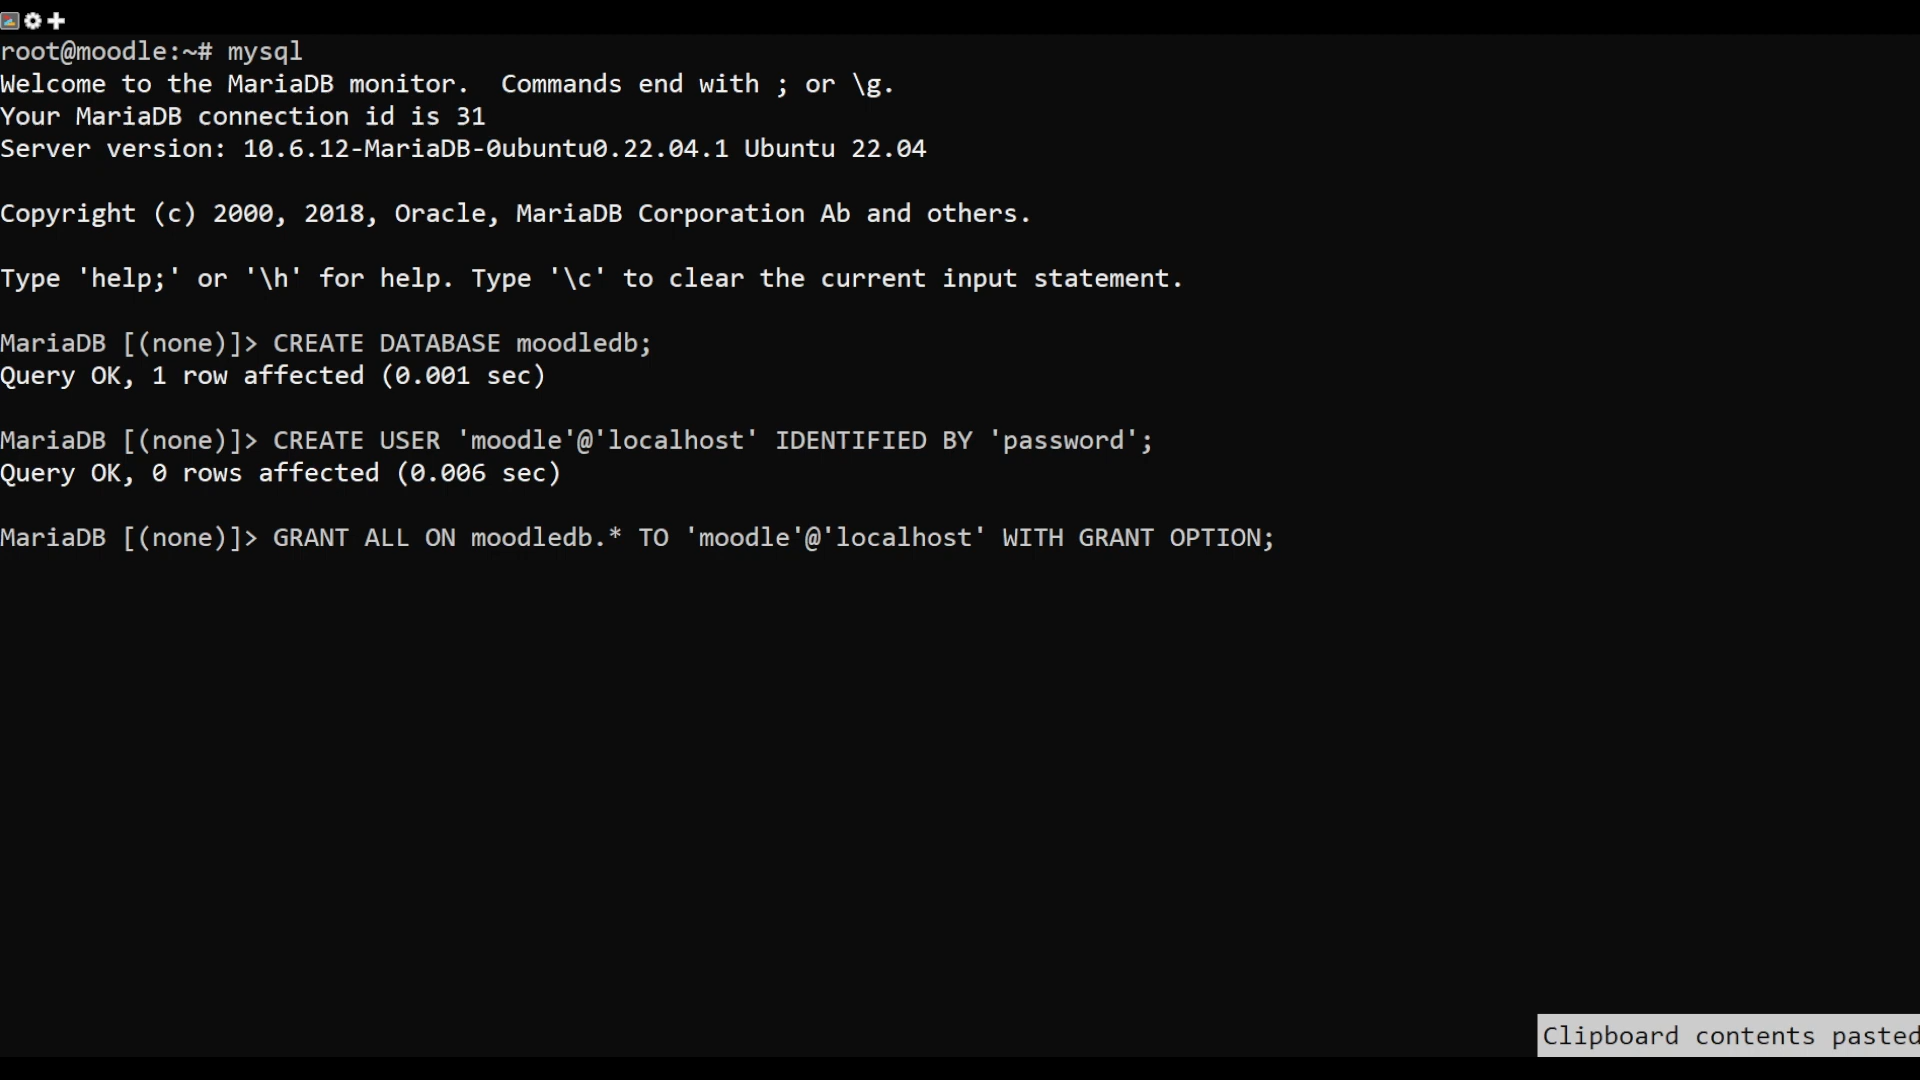 root@moodle:~# mysql
Welcome to the MariaDB monitor.  Commands end with ; or \g.
Your MariaDB connection id is 31
Server version: 10.6.12-MariaDB-0ubuntu0.22.04.1 Ubuntu 22.04
Copyright (c) 2000, 2018, Oracle, MariaDB Corporation Ab and others.
Type 'help;' or '\h' for help. Type '\c' to clear the current input statement.
MariaDB [(none)]> CREATE DATABASE moodledb;
Query OK, 1 row affected (0.001 sec)
MariaDB [(none)]> CREATE USER 'moodle'@'localhost' IDENTIFIED BY 'password';
Query OK, 0 rows affected (0.006 sec)
MariaDB [(none)]> GRANT ALL ON moodledb.* TO 'moodle'@'localhost' WITH GRANT OPTION;
Clipboard contents pasted